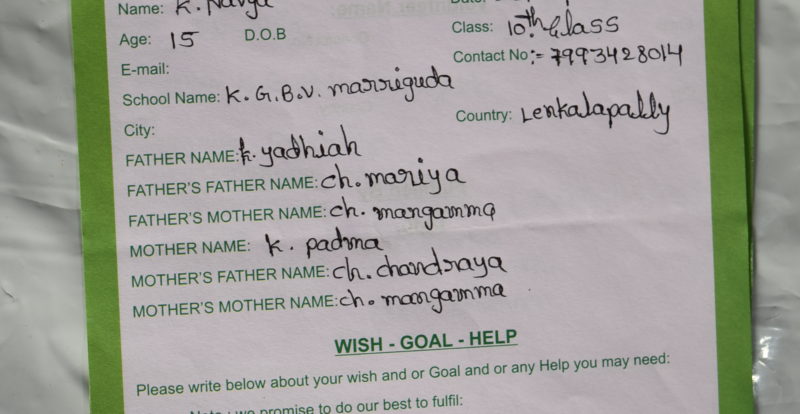 Name: K. Navya
Age: 15 D.O.B Class: 10th Class
E-mail: Contact No:- 7993428014
School Name: K.G.B.V. marriguda
City: Country: Lenkalapally
FATHER NAME: k. yadhiah
FATHER'S FATHER NAME: ch. mariya
FATHER'S MOTHER NAME: ch. mangamma
MOTHER NAME: k. padma
MOTHER'S FATHER NAME: ch. chandraya
MOTHER'S MOTHER NAME: ch. mangamma
WISH - GOAL - HELP
Please write below about your wish and or Goal and or any Help you may need:
we promise to do our best to fulfil: